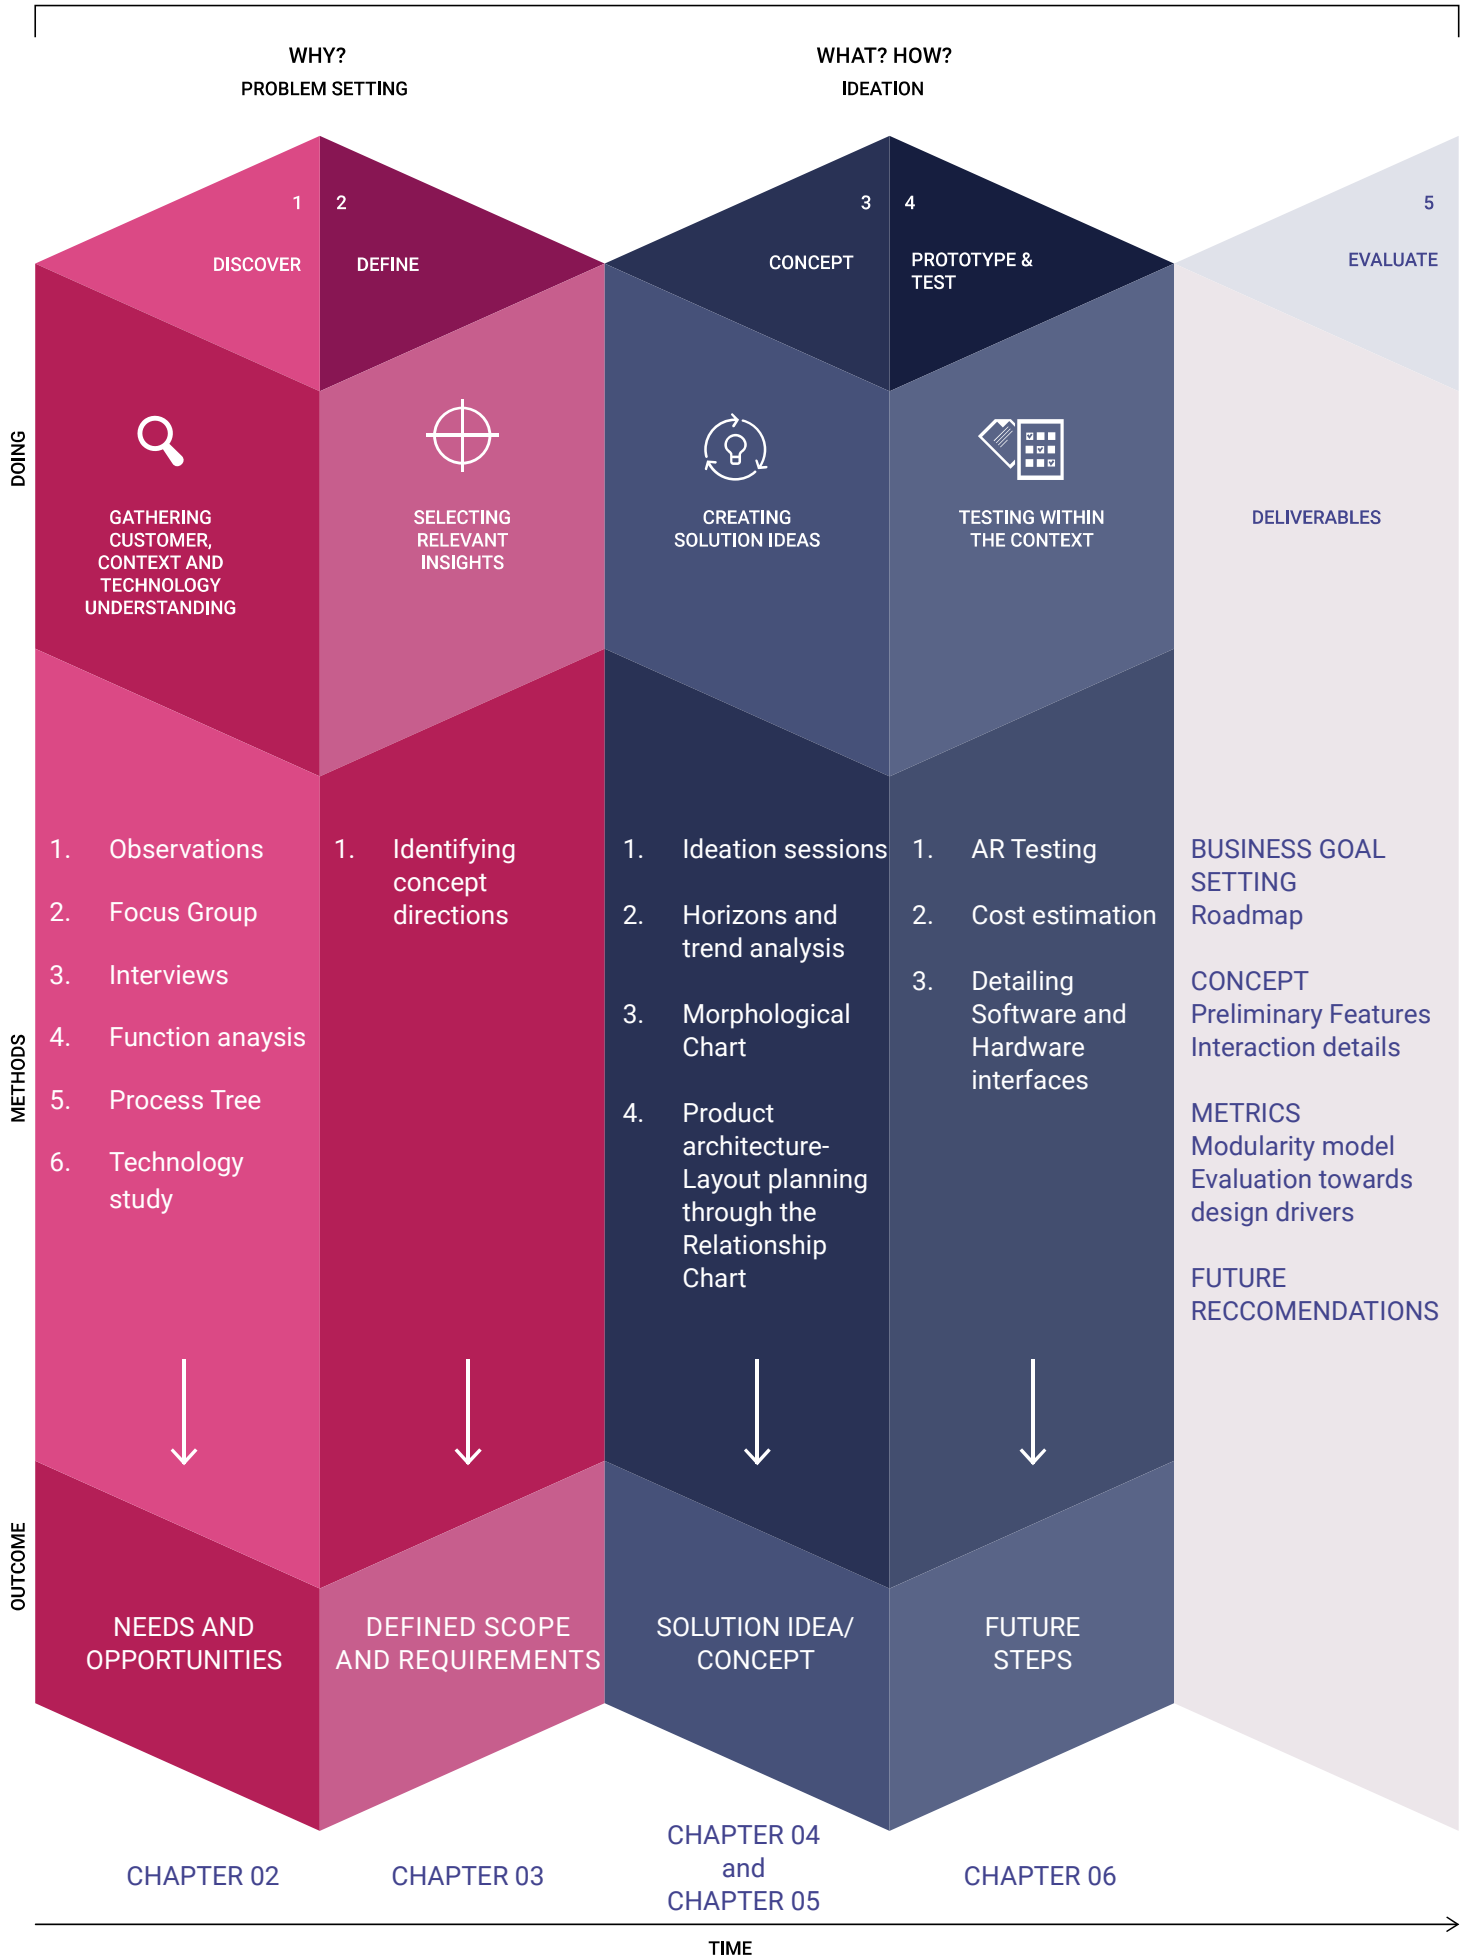 WHY?
PROBLEM SETTING
WHAT? HOW?
IDEATION
1
DISCOVER
2
DEFINE
3
CONCEPT
4
PROTOTYPE &
TEST
5
EVALUATE
DOING
GATHERING
CUSTOMER,
CONTEXT AND
TECHNOLOGY
UNDERSTANDING
SELECTING
RELEVANT
INSIGHTS
CREATING
SOLUTION IDEAS
TESTING WITHIN
THE CONTEXT
DELIVERABLES
METHODS
1. Observations
2. Focus Group
3. Interviews
4. Function anaysis
5. Process Tree
6. Technology
study
1. Identifying
concept
directions
1. Ideation sessions
2. Horizons and
trend analysis
3. Morphological
Chart
4. Product
architecture-
Layout planning
through the
Relationship
Chart
1. AR Testing
2. Cost estimation
3. Detailing
Software and
Hardware
interfaces
BUSINESS GOAL
SETTING
Roadmap
CONCEPT
Preliminary Features
Interaction details
METRICS
Modularity model
Evaluation towards
design drivers
FUTURE
RECCOMENDATIONS
OUTCOME
NEEDS AND
OPPORTUNITIES
DEFINED SCOPE
AND REQUIREMENTS
SOLUTION IDEA/
CONCEPT
FUTURE
STEPS
CHAPTER 02
CHAPTER 03
CHAPTER 04
and
CHAPTER 05
CHAPTER 06
TIME